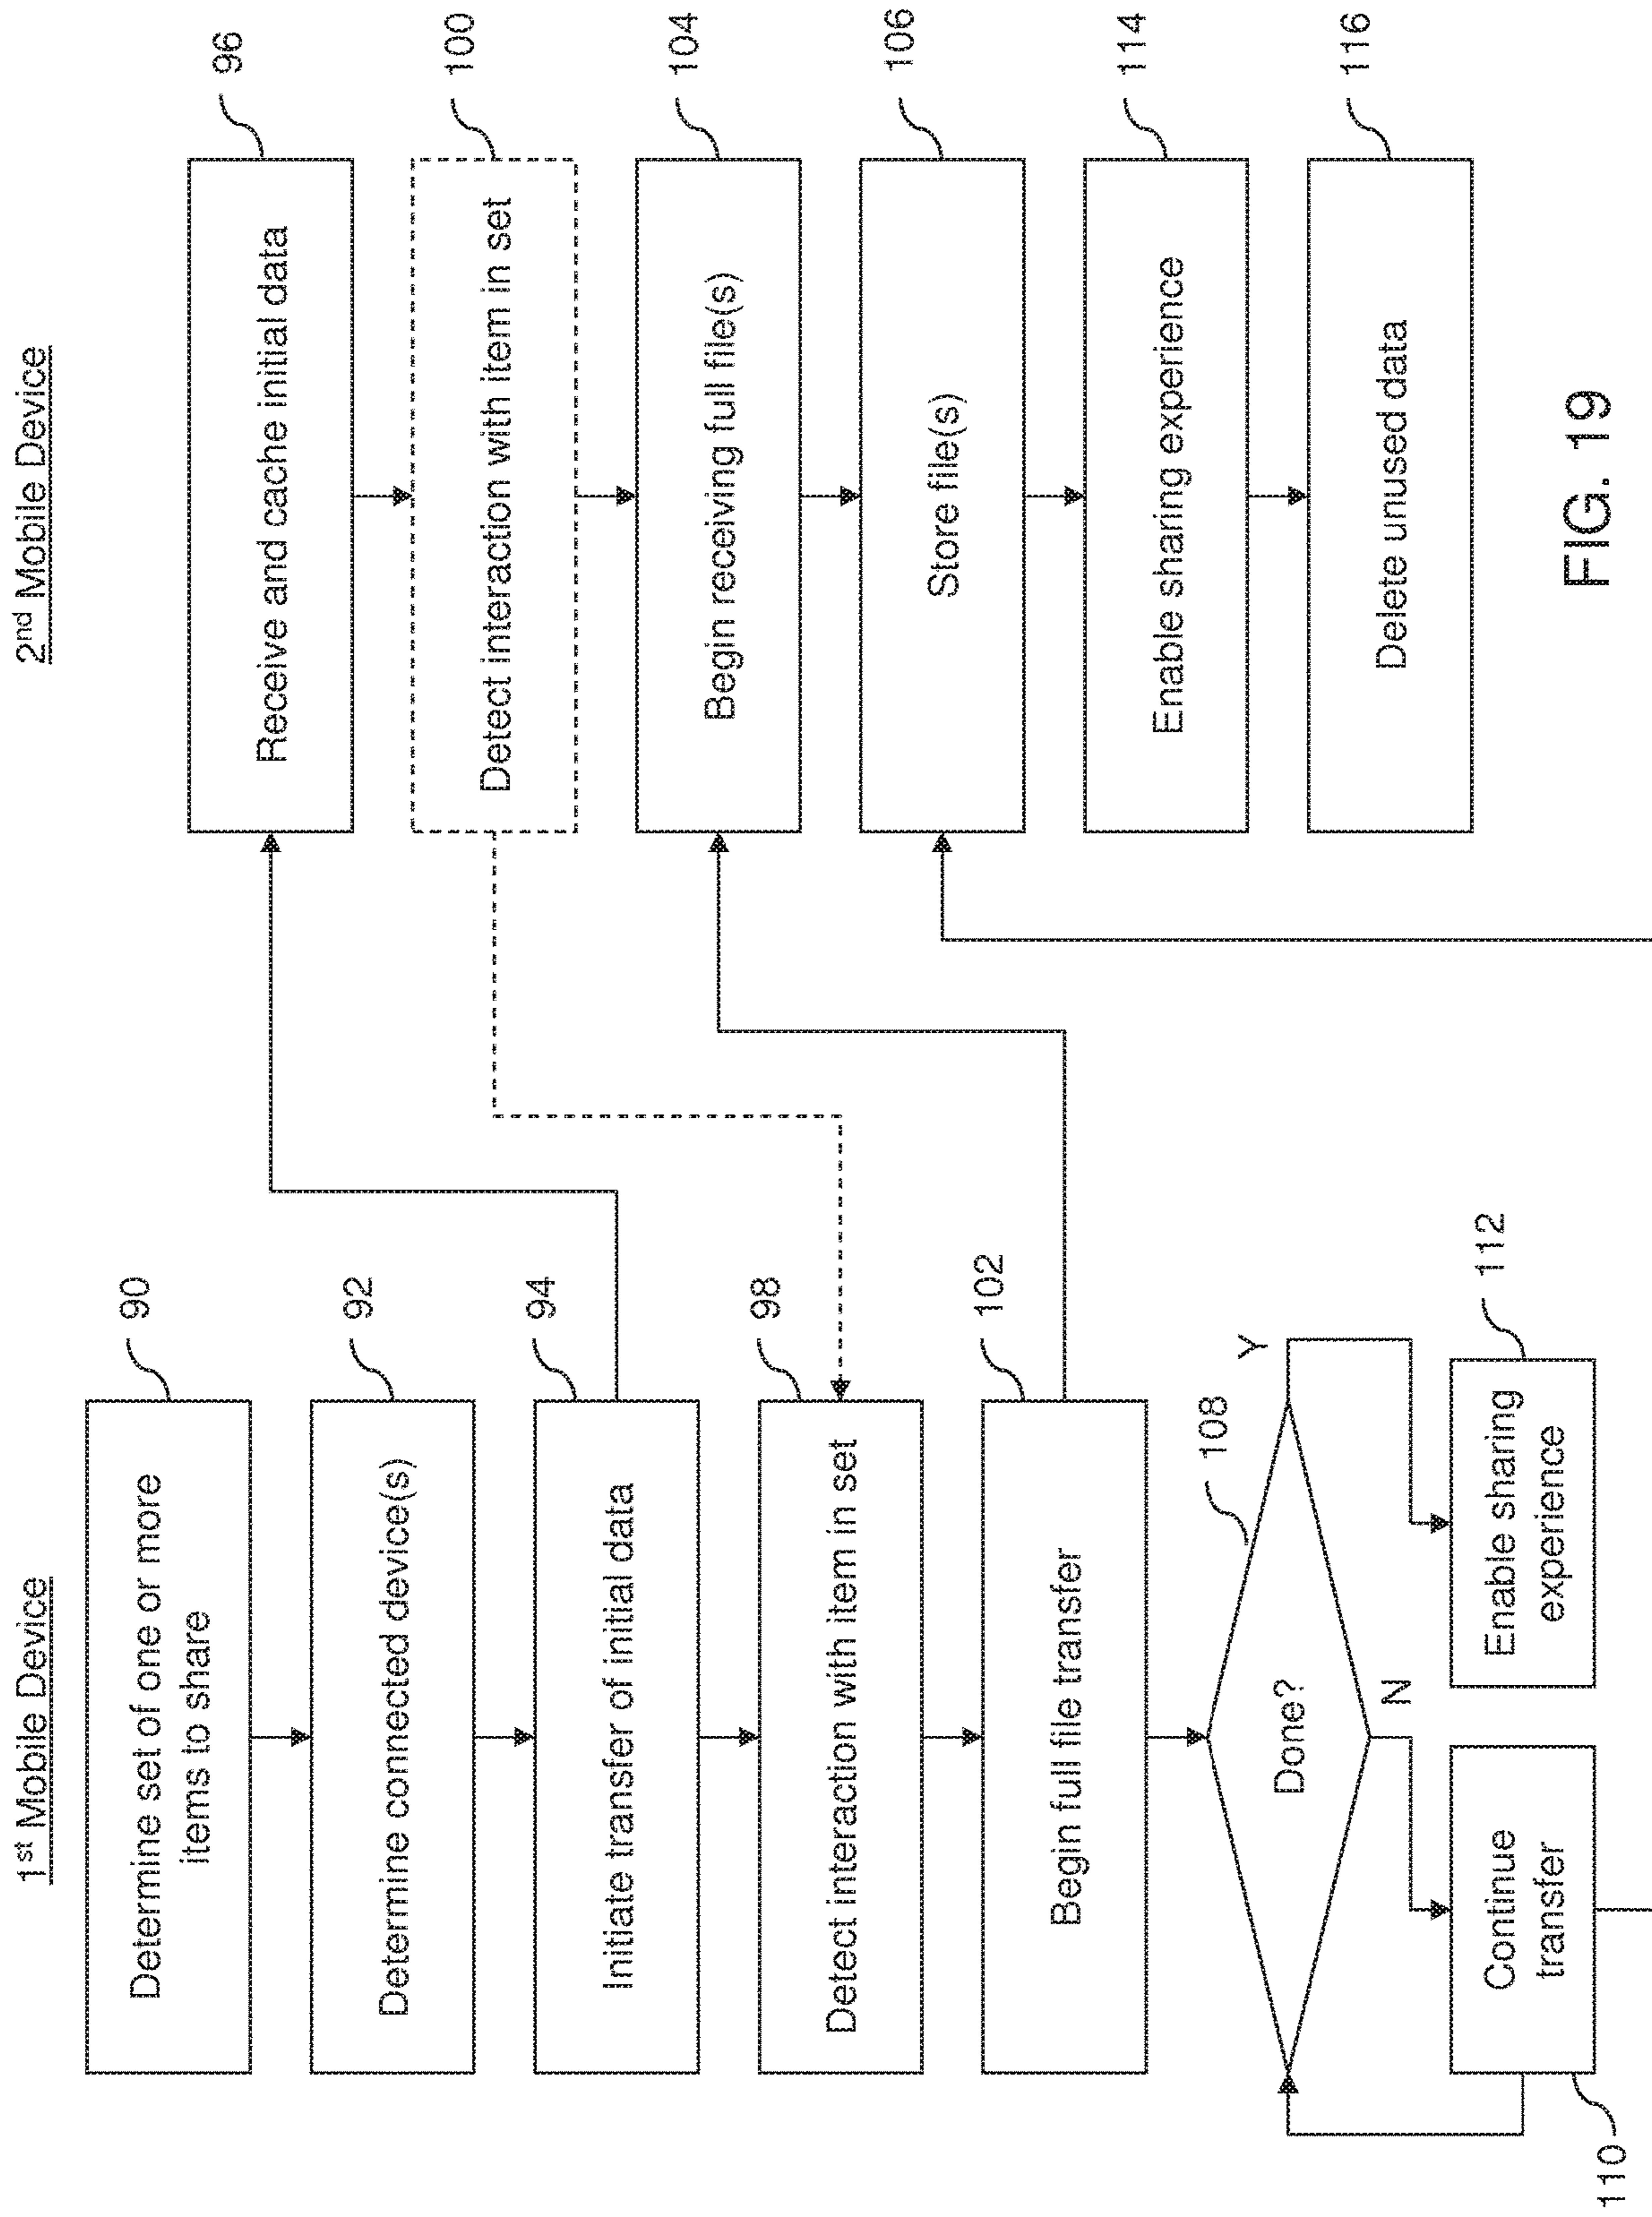 1st Mobile Device
Determine set of one or more
items to share
90
Determine connected device(s)
92
Initiate transfer of initial data
94
Detect interaction with item in set
98
Begin full file transfer
102
Done?
108
Y
N
Continue
transfer
110
Enable sharing
experience
112
2nd Mobile Device
Receive and cache initial data
96
Detect interaction with item in set
100
Begin receiving full file(s)
104
Store file(s)
106
Enable sharing experience
114
Delete unused data
116
FIG. 19